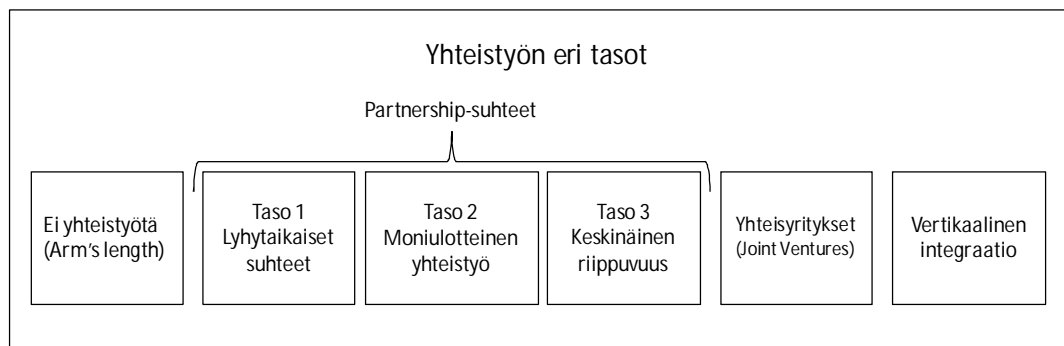 Yhteistyön eri tasot
Partnership-suhteet
Ei yhteistyötä
(Arm's length)
Taso 1
Lyhytaikaiset
suhteet
Taso 2
Moniulotteinen
yhteistyö
Taso 3
Keskinäinen
riippuvuus
Yhteisyritykset
(Joint Ventures)
Vertikaalinen
integraatio